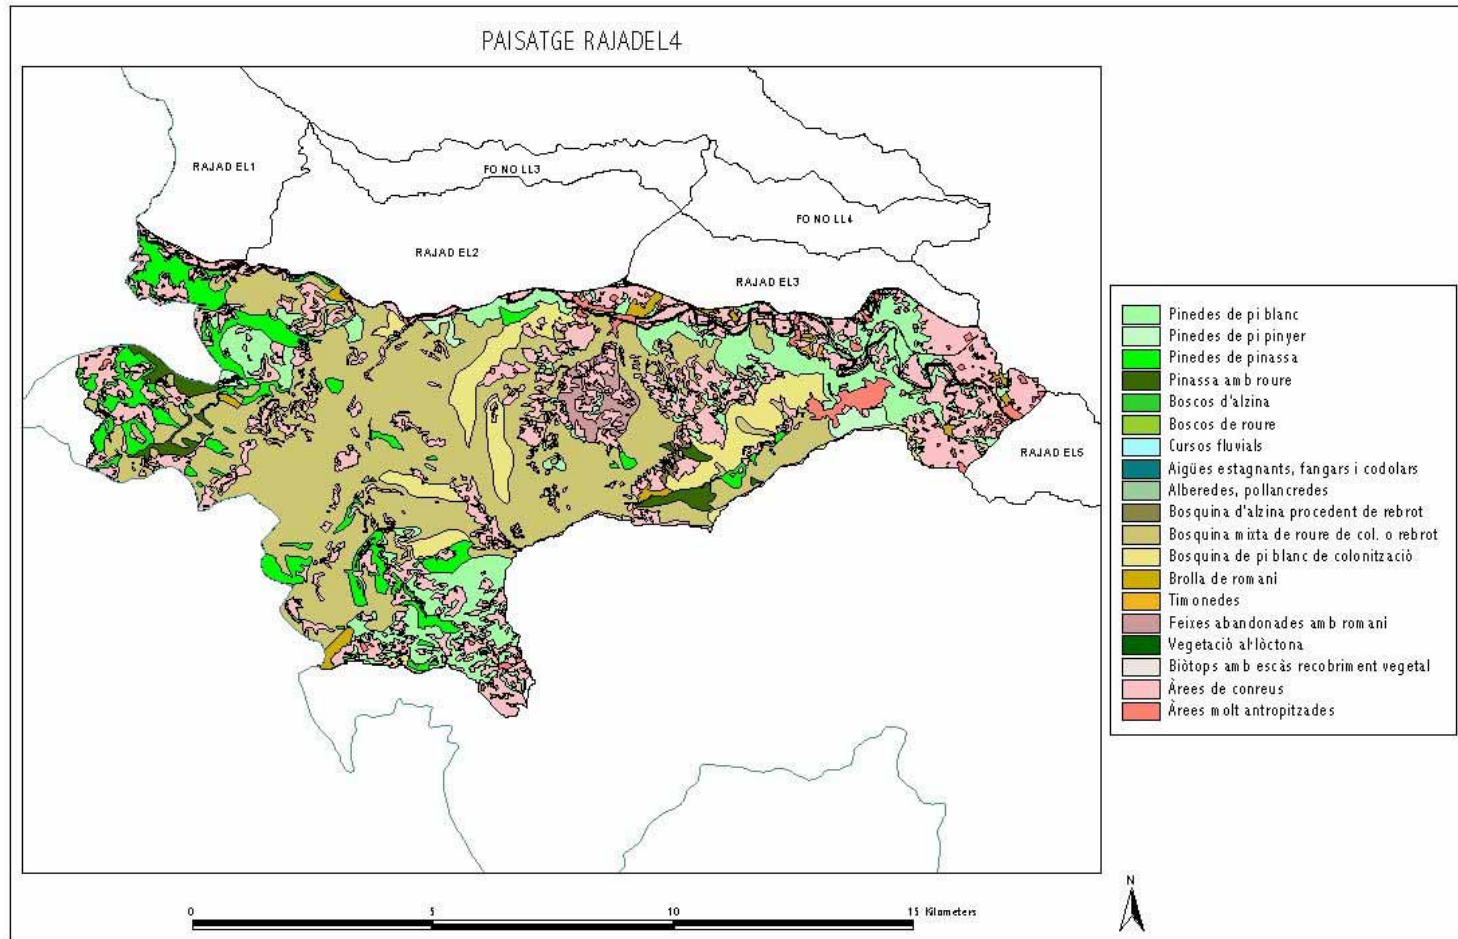 PAISATGE RAJADEL4
RAJADEL1
FONOLL3
FONOLL4
RAJADEL2
RAJADEL3
RAJADEL5
Pinedes de pi blanc
Pinedes de pi pinyer
Pinedes de pinassa
Pinassa amb roure
Boscos d'alzina
Boscos de roure
Cursos fluvials
Aigües estagnants, fangars i codolars
Alberedes, pollancredes
Bosquina d'alzina procedent de rebrot
Bosquina mixta de roure de col. o rebrot
Bosquina de pi blanc de colonització
Brolla de romaní
Timonedes
Feixes abandonades amb romaní
Vegetació al·lòctona
Biòtops amb escàs recobriment vegetal
Àrees de conreus
Àrees molt antropitzades
N
0 5 10 15 Kilometers